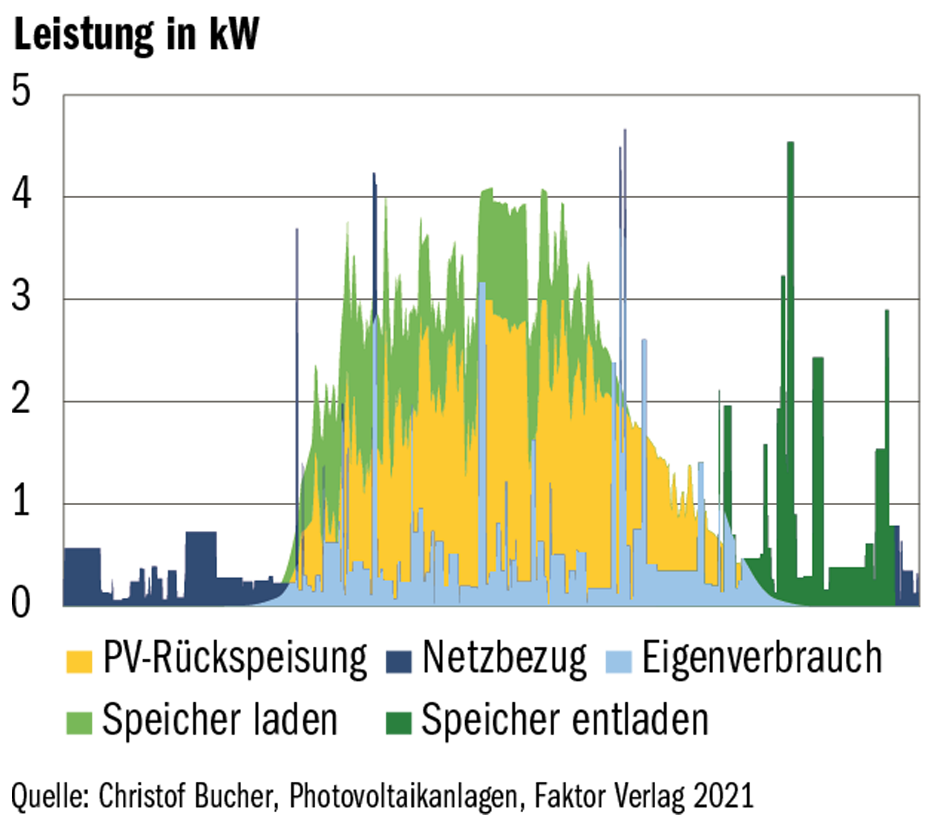 Leistung in kW
5
4
3
2
1
0
PV-Rückspeisung Netzbezug Eigenverbrauch
Speicher laden Speicher entladen
Quelle: Christof Bucher, Photovoltaikanlagen, Faktor Verlag 2021